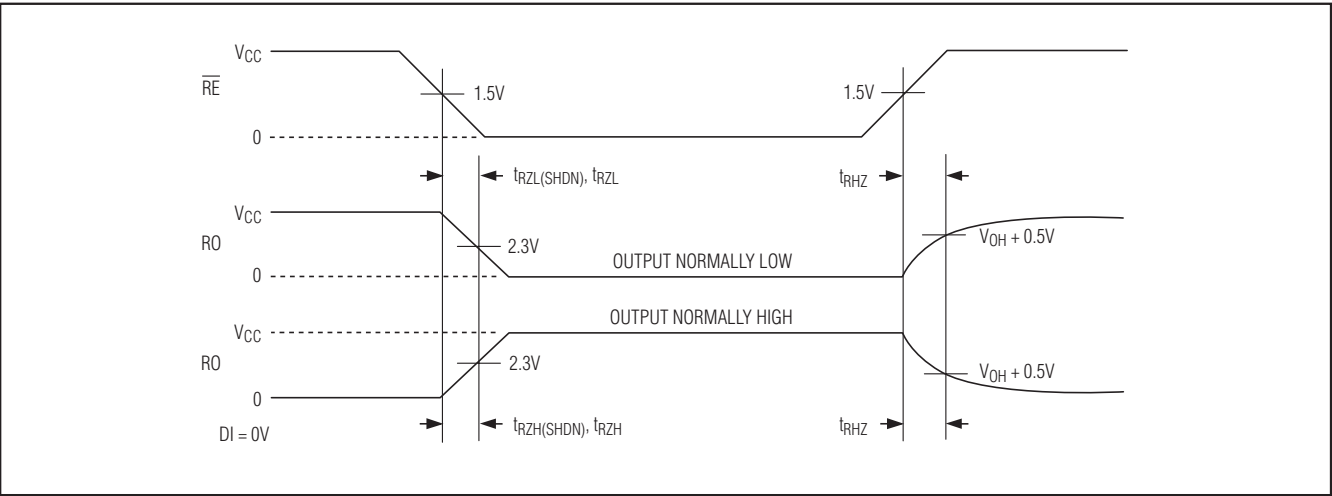 VCC
RE
1.5V
1.5V
0
tRZL(SHDN), tRZL
tRHZ
VCC
RO
2.3V
VOH + 0.5V
OUTPUT NORMALLY LOW
0
OUTPUT NORMALLY HIGH
VCC
RO
2.3V
VOH + 0.5V
0
tRZH(SHDN), tRZH
tRHZ
DI = 0V